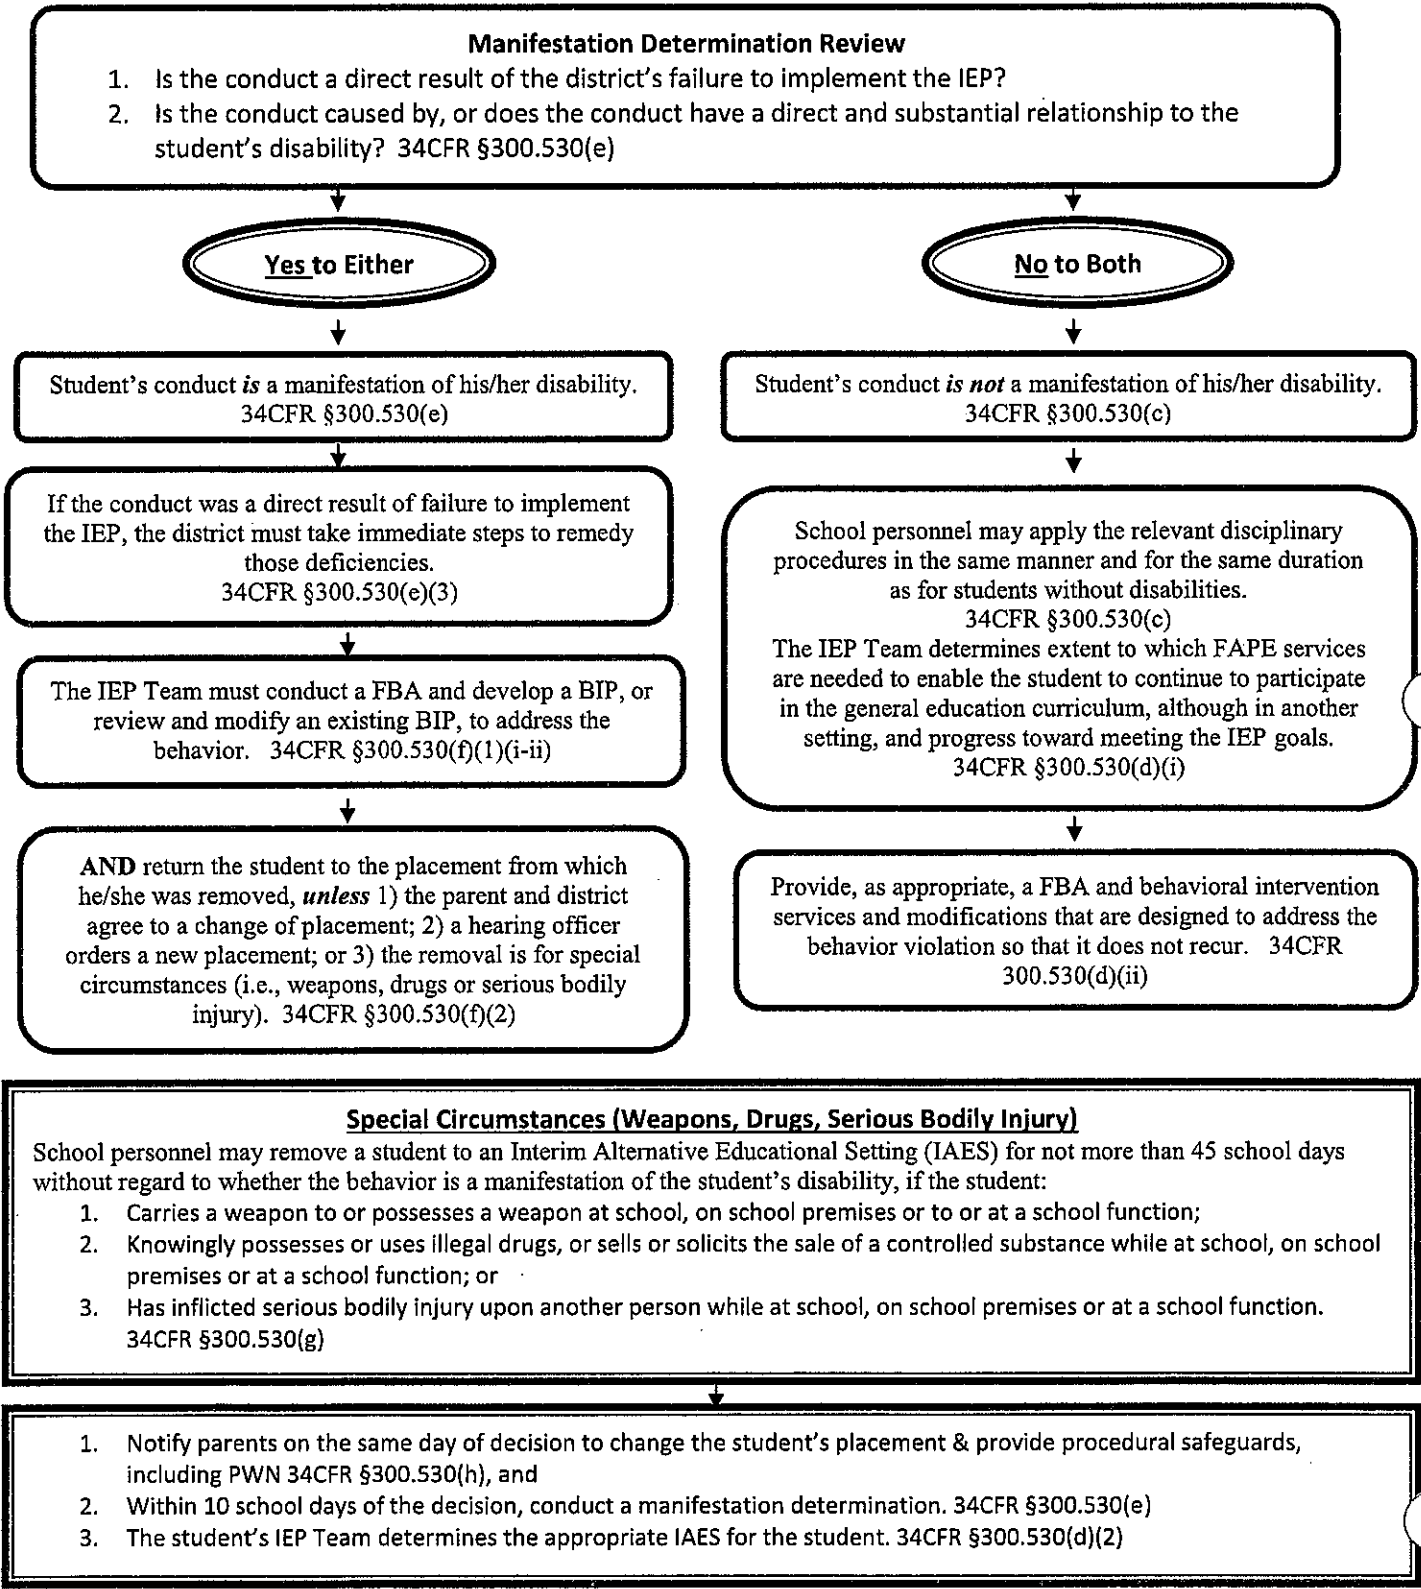 Manifestation Determination Review
1. Is the conduct a direct result of the district's failure to implement the IEP?
2. Is the conduct caused by, or does the conduct have a direct and substantial relationship to the
student's disability? 34CFR §300.530(e)
Yes to Either
Student's conduct is a manifestation of his/her disability.
34CFR §300.530(e)
If the conduct was a direct result of failure to implement
the IEP, the district must take immediate steps to remedy
those deficiencies.
34CFR §300.530(e)(3)
The IEP Team must conduct a FBA and develop a BIP, or
review and modify an existing BIP, to address the
behavior. 34CFR §300.530(f)(1)(i-ii)
AND return the student to the placement from which
he/she was removed, unless 1) the parent and district
agree to a change of placement; 2) a hearing officer
orders a new placement; or 3) the removal is for special
circumstances (i.e., weapons, drugs or serious bodily
injury). 34CFR §300.530(f)(2)
No to Both
Student's conduct is not a manifestation of his/her disability.
34CFR §300.530(c)
School personnel may apply the relevant disciplinary
procedures in the same manner and for the same duration
as for students without disabilities.
34CFR §300.530(c)
The IEP Team determines extent to which FAPE services
are needed to enable the student to continue to participate
in the general education curriculum, although in another
setting, and progress toward meeting the IEP goals.
34CFR §300.530(d)(i)
Provide, as appropriate, a FBA and behavioral intervention
services and modifications that are designed to address the
behavior violation so that it does not recur. 34CFR
300.530(d)(ii)
Special Circumstances (Weapons, Drugs, Serious Bodily Injury)
School personnel may remove a student to an Interim Alternative Educational Setting (IAES) for not more than 45 school days
without regard to whether the behavior is a manifestation of the student's disability, if the student:
1. Carries a weapon to or possesses a weapon at school, on school premises or to or at a school function;
2. Knowingly possesses or uses illegal drugs, or sells or solicits the sale of a controlled substance while at school, on school
premises or at a school function; or
3. Has inflicted serious bodily injury upon another person while at school, on school premises or at a school function.
34CFR §300.530(g)
1. Notify parents on the same day of decision to change the student's placement & provide procedural safeguards,
including PWN 34CFR §300.530(h), and
2. Within 10 school days of the decision, conduct a manifestation determination. 34CFR §300.530(e)
3. The student's IEP Team determines the appropriate IAES for the student. 34CFR §300.530(d)(2)